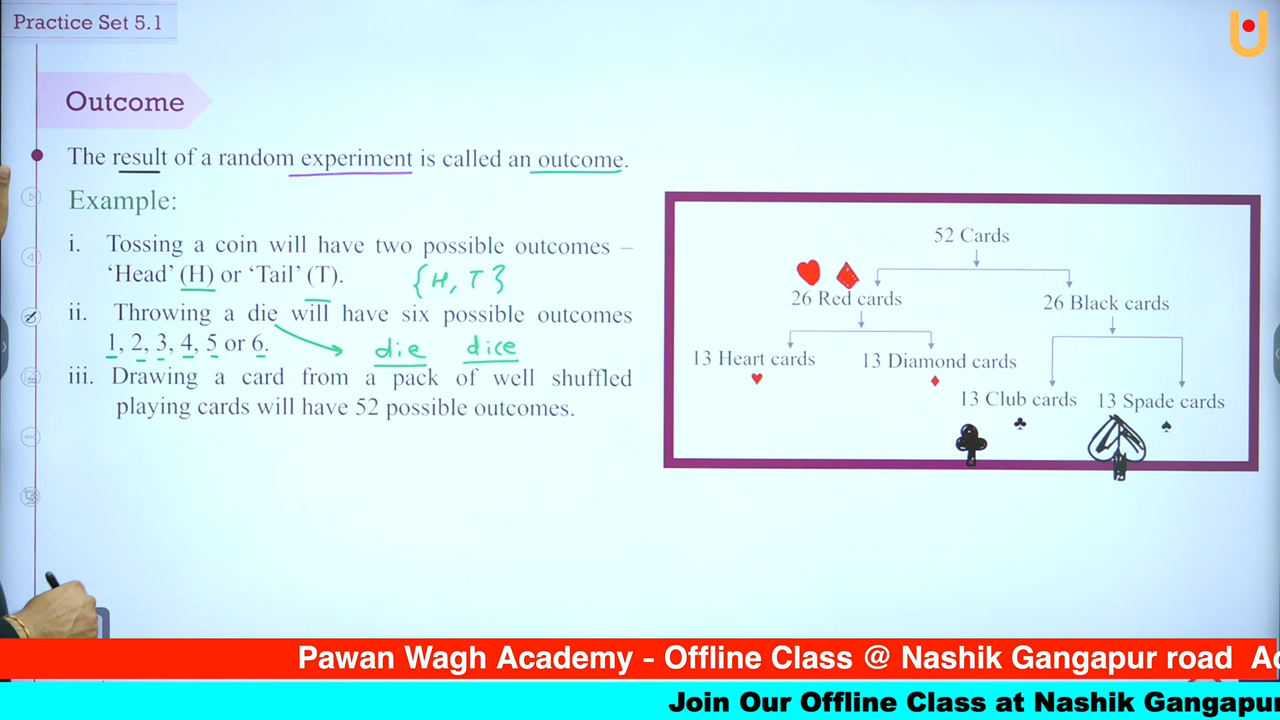 Practice Set 5.1
Outcome
The result of a random experiment is called an outcome.
Example:
i. Tossing a coin will have two possible outcomes –
‘Head’ (H) or ‘Tail’ (T). {H, T}
ii. Throwing a die will have six possible outcomes
1, 2, 3, 4, 5 or 6. die dice
iii. Drawing a card from a pack of well shuffled
playing cards will have 52 possible outcomes.
52 Cards
26 Red cards
26 Black cards
13 Heart cards
13 Diamond cards
13 Club cards
13 Spade cards
Pawan Wagh Academy - Offline Class @ Nashik Gangapur road
Join Our Offline Class at Nashik Gangapur